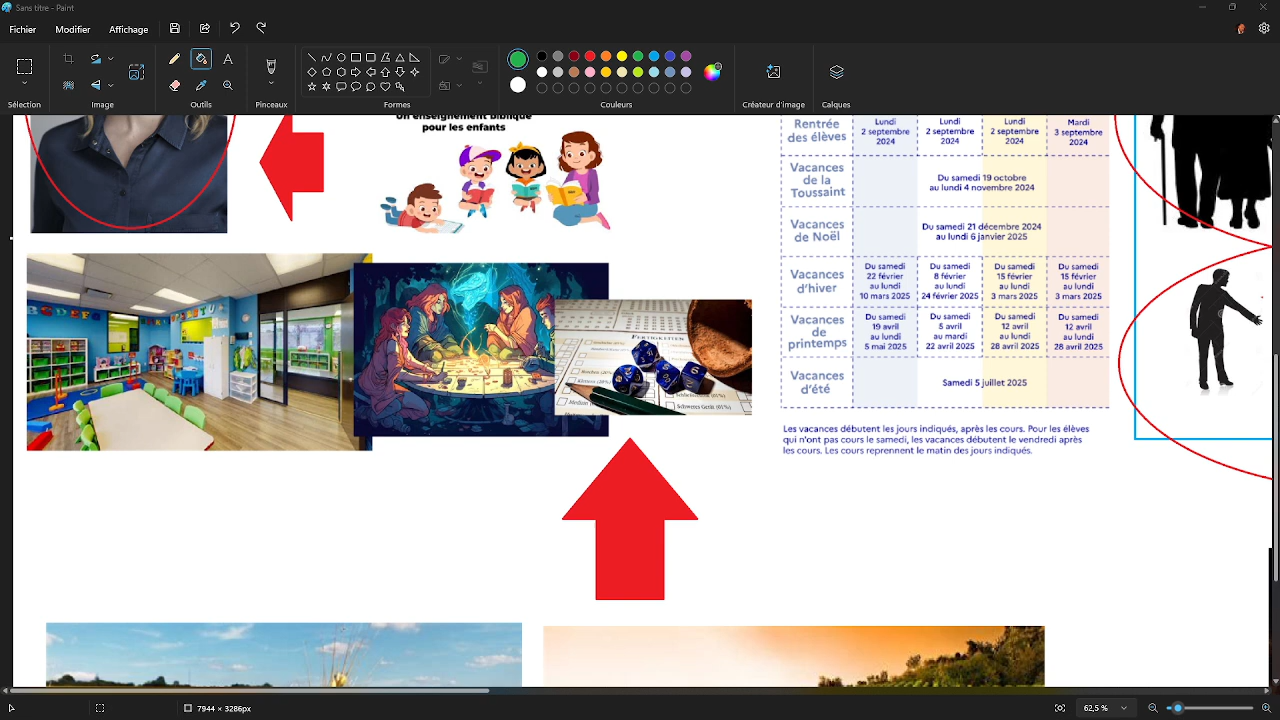 Sans titre - Paint
Fichier
Modifier
Affichage
Sélection
Image
Outils
Pinceaux
Formes
Couleurs
Créateur d'image
Calques
Un enseignement biblique
pour les enfants
Rentrée
des élèves
Lundi
2 septembre
2024
Lundi
2 septembre
2024
Lundi
2 septembre
2024
Mardi
3 septembre
2024
Vacances
de la
Toussaint
Du samedi 19 octobre
au lundi 4 novembre 2024
Vacances
de Noël
Du samedi 21 décembre 2024
au lundi 6 janvier 2025
Vacances
d'hiver
Du samedi
22 février
au lundi
10 mars 2025
Du samedi
8 février
au lundi
24 février 2025
Du samedi
15 février
au lundi
3 mars 2025
Du samedi
15 février
au lundi
3 mars 2025
Vacances
de
printemps
Du samedi
19 avril
au lundi
5 mai 2025
Du samedi
5 avril
au mardi
22 avril 2025
Du samedi
12 avril
au lundi
28 avril 2025
Du samedi
12 avril
au lundi
28 avril 2025
Vacances
d'été
Samedi 5 juillet 2025
Les vacances débutent les jours indiqués, après les cours. Pour les élèves
qui n'ont pas cours le samedi, les vacances débutent le vendredi après
les cours. Les cours reprennent le matin des jours indiqués.
Fertigkeiten
Schweres Gerät (01%)
7944 × 3286px
62,5 %